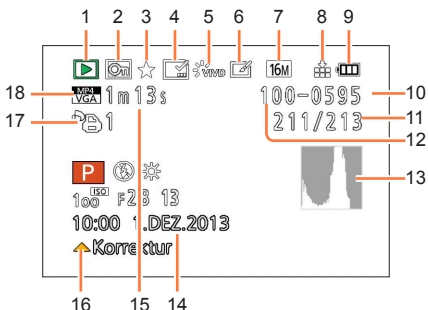 1 2 3 4 5 6 7 8 9
VIVID 16M
18 MP4 VGA 1m13s 100-0595 10
17 1 211/213 11
12
P 13
ISO 100 F2.8 13
10:00 1.DEZ.2013
Korrektur
16 15 14